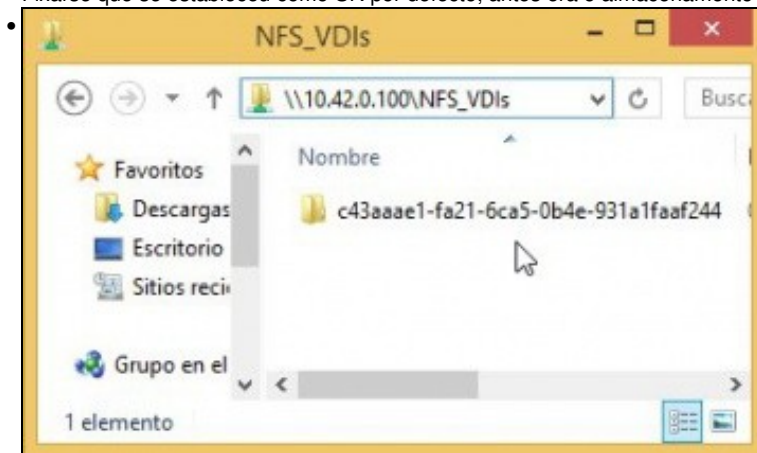 NFS_VDIs
\\10.42.0.100\NFS_VDIs
Busc
Favoritos
Nombre
Descargas
c43aaae1-fa21-6ca5-0b4e-931a1faaf244
Escritorio
Sitios reci
Grupo en el
1 elemento